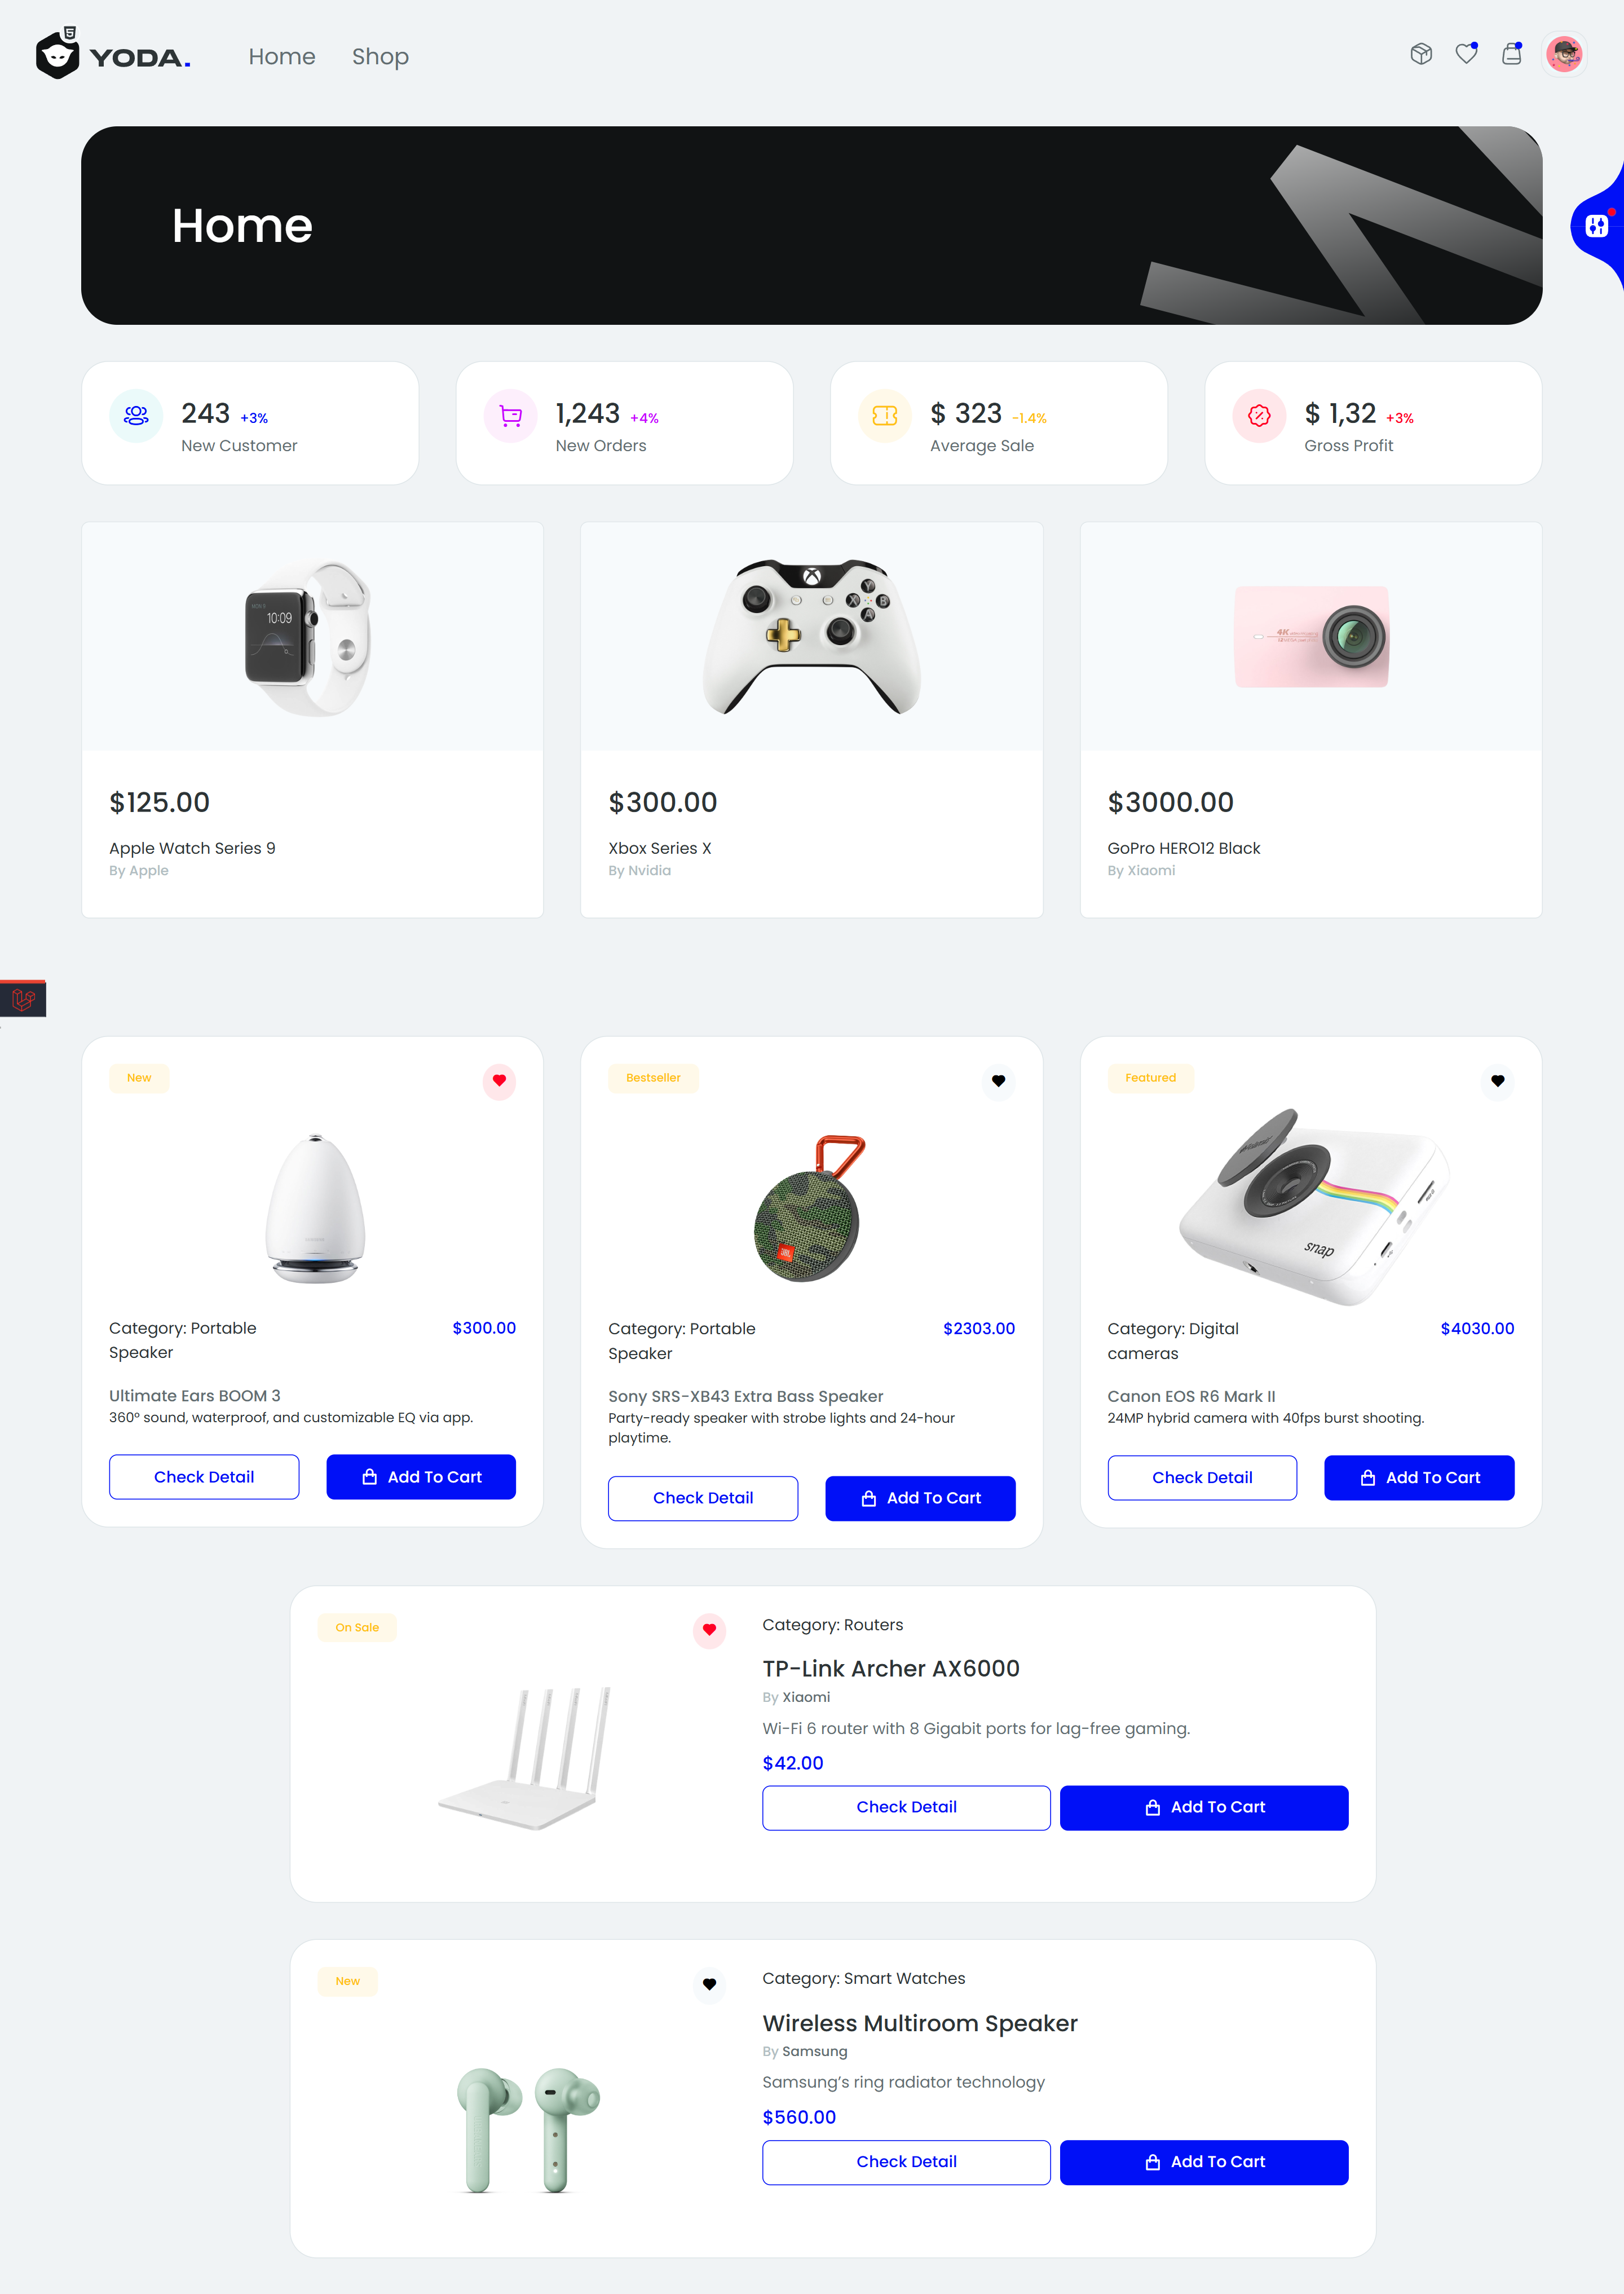 YODA.
Home
Shop
Home
243 +3%
New Customer
1,243 +4%
New Orders
$ 323 -1.4%
Average Sale
$ 1,32 +3%
Gross Profit
10:09
Y
X
B
A
4K
$125.00
Apple Watch Series 9
By Apple
$300.00
Xbox Series X
By Nvidia
$3000.00
GoPro HERO12 Black
By Xiaomi
New
Category: Portable
Speaker
$300.00
Ultimate Ears BOOM 3
360° sound, waterproof, and customizable EQ via app.
Check Detail
Add To Cart
Bestseller
JBL
Category: Portable
Speaker
$2303.00
Sony SRS-XB43 Extra Bass Speaker
Party-ready speaker with strobe lights and 24-hour
playtime.
Check Detail
Add To Cart
Featured
snap
Category: Digital
cameras
$4030.00
Canon EOS R6 Mark II
24MP hybrid camera with 40fps burst shooting.
Check Detail
Add To Cart
On Sale
Category: Routers
TP-Link Archer AX6000
By Xiaomi
Wi-Fi 6 router with 8 Gigabit ports for lag-free gaming.
$42.00
Check Detail
Add To Cart
New
Category: Smart Watches
Wireless Multiroom Speaker
By Samsung
Samsung's ring radiator technology
$560.00
Check Detail
Add To Cart